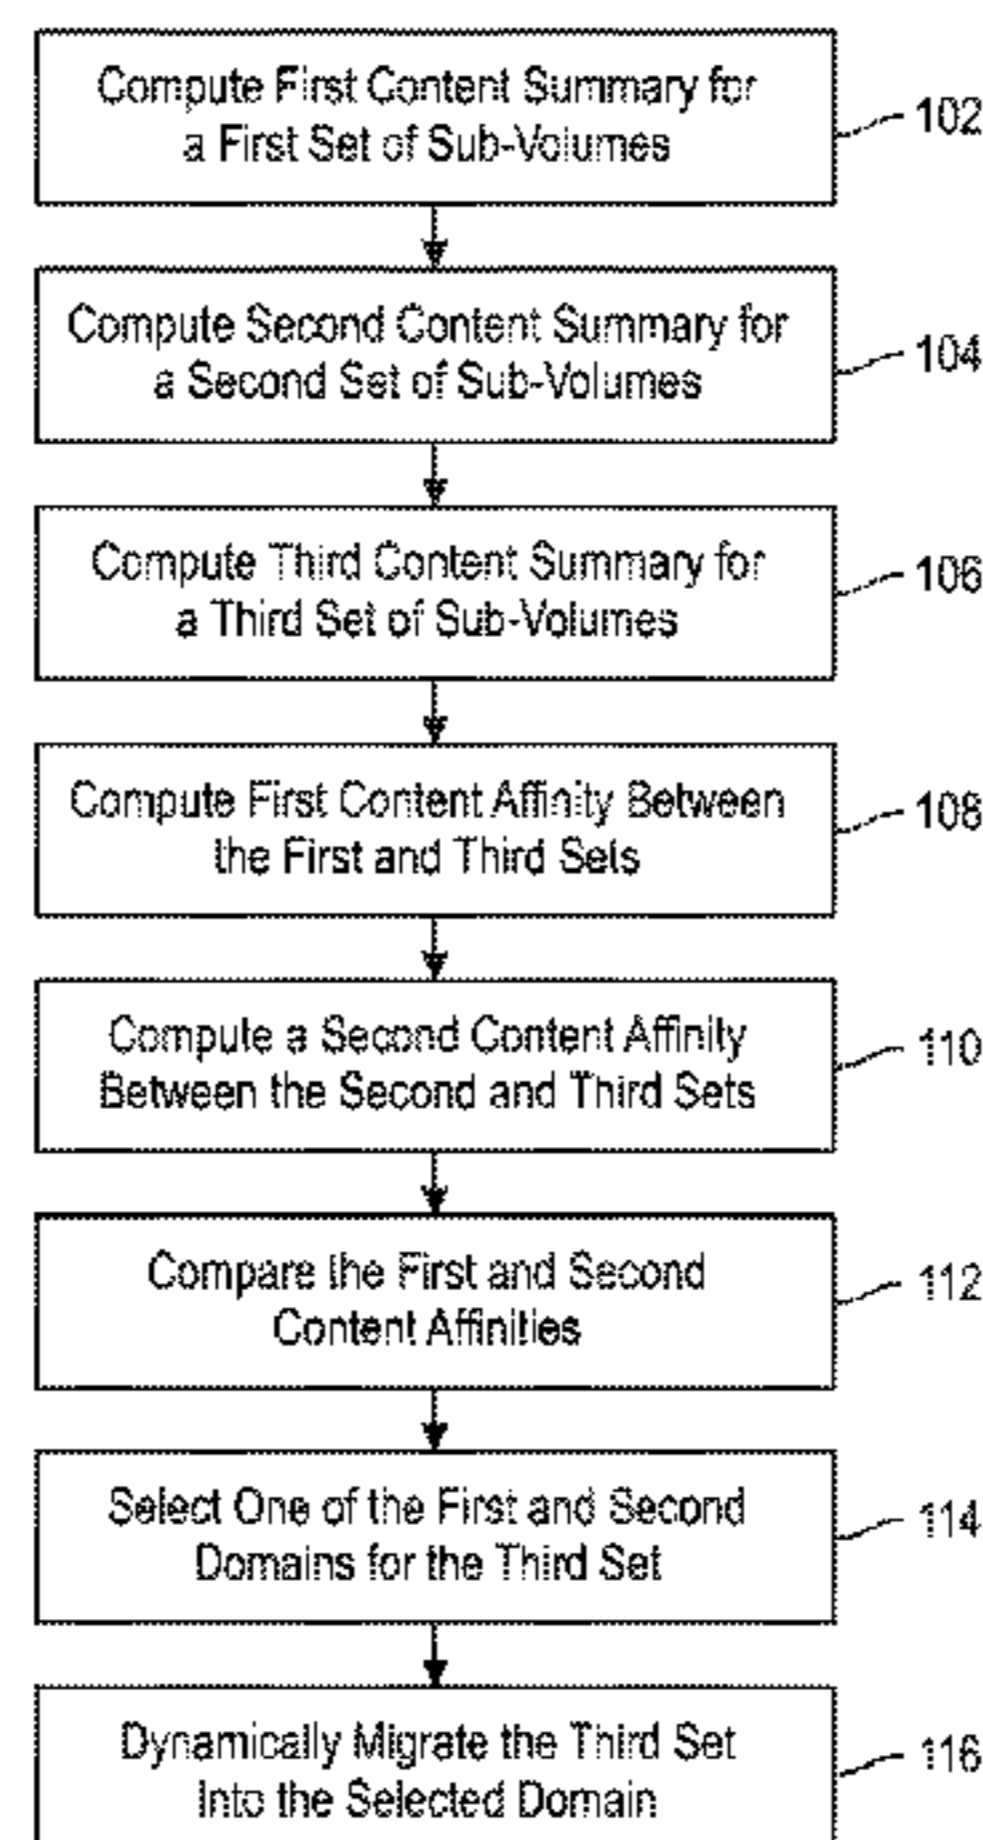 Compute First Content Summary for
a First Set of Sub-Volumes
102
Compute Second Content Summary for
a Second Set of Sub-Volumes
104
Compute Third Content Summary for
a Third Set of Sub-Volumes
106
Compute First Content Affinity Between
the First and Third Sets
108
Compute a Second Content Affinity
Between the Second and Third Sets
110
Compare the First and Second
Content Affinities
112
Select One of the First and Second
Domains for the Third Set
114
Dynamically Migrate the Third Set
Into the Selected Domain
116